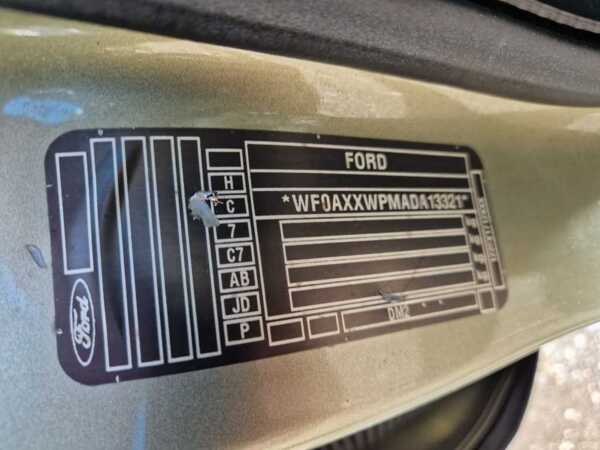 FORD
*WF0AXXWPMADA13321*
H
C
7
C7
AB
JD
P
DM2
Ford